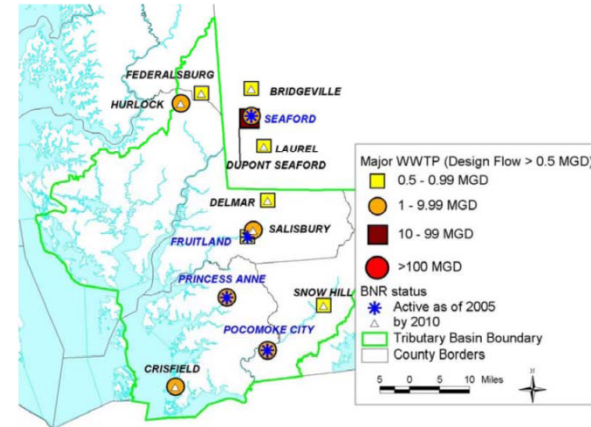 FEDERALSBURG
BRIDGEVILLE
HURLOCK
SEAFORD
LAUREL
DUPONT SEAFORD
DELMAR
SALISBURY
FRUITLAND
PRINCESS ANNE
SNOW HILL
POCOMOKE CITY
CRISFIELD
Major WWTP (Design Flow > 0.5 MGD)
0.5 - 0.99 MGD
1 - 9.99 MGD
10 - 99 MGD
>100 MGD
BNR status
Active as of 2005
by 2010
Tributary Basin Boundary
County Borders
5 0 5 10 Miles